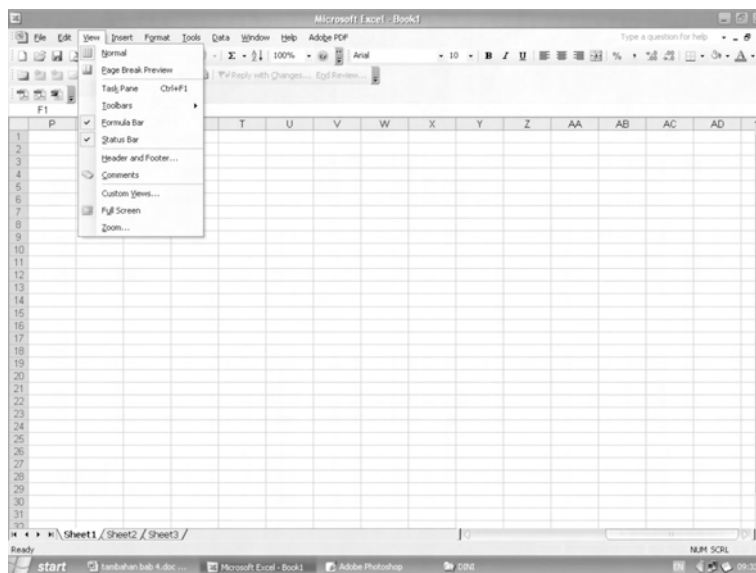 Microsoft Excel - Book1
File Edit View Insert Format Tools Data Window Help Adobe PDF Type a question for help
Normal
100% Arial 10 B I U % ,
Page Break Preview
Reply with Changes... End Review...
Task Pane Ctrl+F1
Toolbars
F1
Formula Bar
P T U V W X Y Z AA AB AC AD
Status Bar
Header and Footer...
Comments
Custom Views...
Full Screen
Zoom...
1
2
3
4
5
6
7
8
9
10
11
12
13
14
15
16
17
18
19
20
21
22
23
24
25
26
27
28
29
30
31
32
Sheet1 Sheet2 Sheet3
Ready NUM SCRL
start tambahan bab 4.doc ... Microsoft Excel - Book1 Adobe Photoshop DINI EN